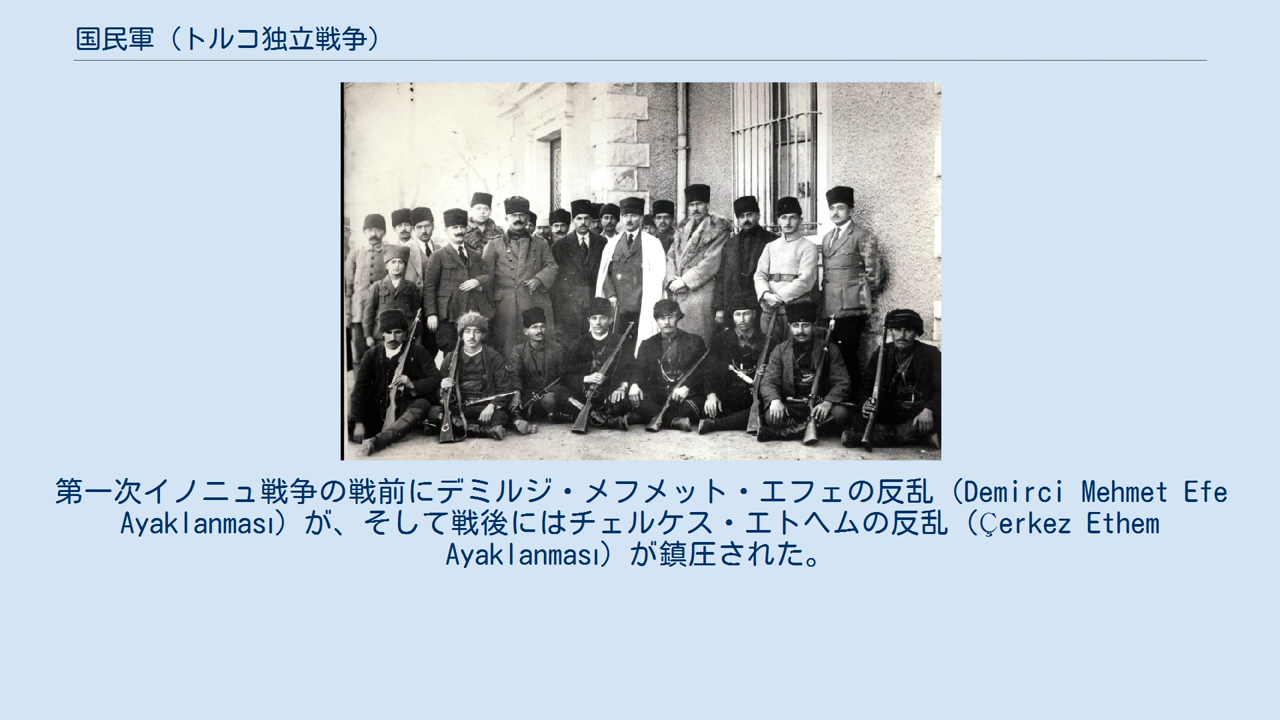 国民軍（トルコ独立戦争）
第一次イノニュ戦争の戦前にデミルジ・メフメット・エフェの反乱（Demirci Mehmet Efe
Ayaklanması）が、そして戦後にはチェルケス・エトヘムの反乱（Çerkez Ethem
Ayaklanması）が鎮圧された。